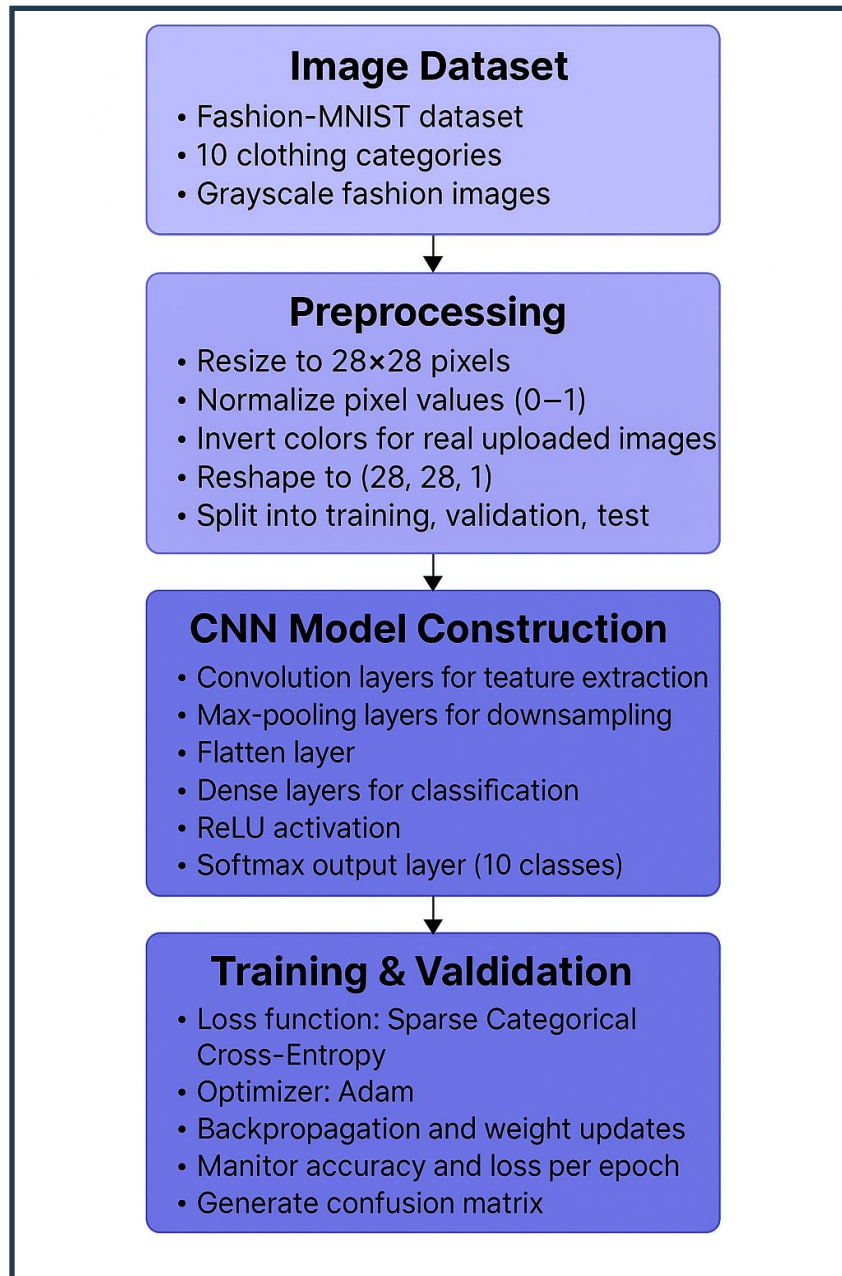 Image Dataset
• Fashion-MNIST dataset
• 10 clothing categories
• Grayscale fashion images
Preprocessing
• Resize to 28×28 pixels
• Normalize pixel values (0–1)
• Invert colors for real uploaded images
• Reshape to (28, 28, 1)
• Split into training, validation, test
CNN Model Construction
• Convolution layers for teature extraction
• Max-pooling layers for downsampling
• Flatten layer
• Dense layers for classification
• ReLU activation
• Softmax output layer (10 classes)
Training & Valdidation
• Loss function: Sparse Categorical
Cross-Entropy
• Optimizer: Adam
• Backpropagation and weight updates
• Manitor accuracy and loss per epoch
• Generate confusion matrix